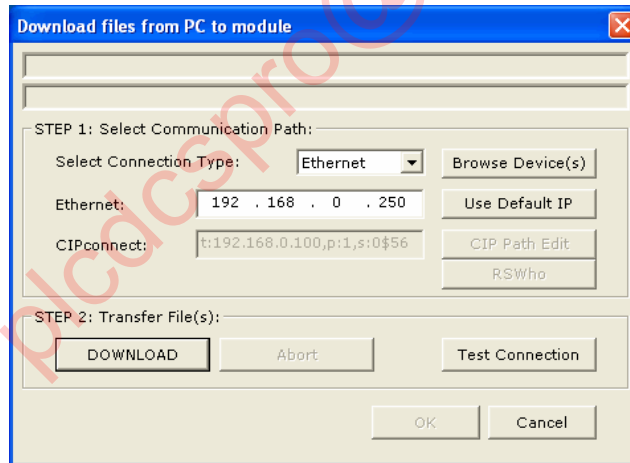 Download files from PC to module
STEP 1: Select Communication Path:
Select Connection Type: Ethernet Browse Device(s)
Ethernet: 192 . 168 . 0 . 250 Use Default IP
CIPconnect: t:192.168.0.100,p:1,s:0$56 CIP Path Edit
RSWho
STEP 2: Transfer File(s):
DOWNLOAD Abort Test Connection
OK Cancel
plcdcspro@